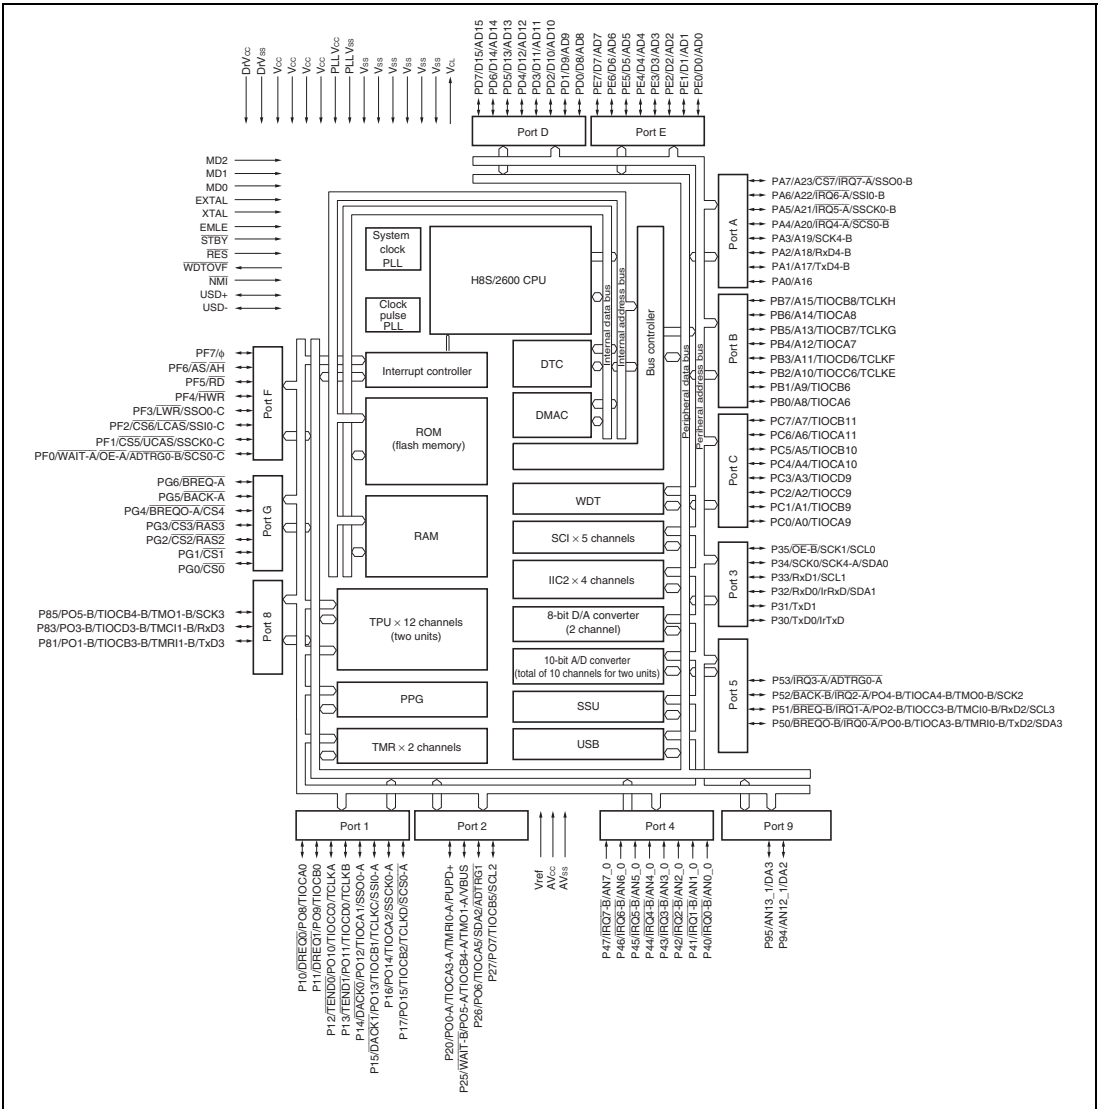 DrVcc
DrVss
Vcc
Vcc
Vcc
Vcc
PLLVcc
PLLVss
Vss
Vss
Vss
Vss
Vss
Vss
VCL
PD7/D15/AD15
PD6/D14/AD14
PD5/D13/AD13
PD4/D12/AD12
PD3/D11/AD11
PD2/D10/AD10
PD1/D9/AD9
PD0/D8/AD8
PE7/D7/AD7
PE6/D6/AD6
PE5/D5/AD5
PE4/D4/AD4
PE3/D3/AD3
PE2/D2/AD2
PE1/D1/AD1
PE0/D0/AD0
Port D
Port E
MD2
MD1
MD0
EXTAL
XTAL
EMLE
STBY
RES
WDTOVF
NMI
USD+
USD-
System
clock
PLL
Clock
pulse
PLL
H8S/2600 CPU
Interrupt controller
DTC
DMAC
ROM
(flash memory)
RAM
TPU × 12 channels
(two units)
PPG
TMR × 2 channels
WDT
SCI × 5 channels
IIC2 × 4 channels
8-bit D/A converter
(2 channel)
10-bit A/D converter
(total of 10 channels for two units)
SSU
USB
Internal data bus
Internal address bus
Bus controller
Peripheral data bus
Periheral address bus
Port A
PA7/A23/CS7/IRQ7-A/SSO0-B
PA6/A22/IRQ6-A/SSI0-B
PA5/A21/IRQ5-A/SSCK0-B
PA4/A20/IRQ4-A/SCS0-B
PA3/A19/SCK4-B
PA2/A18/RxD4-B
PA1/A17/TxD4-B
PA0/A16
Port B
PB7/A15/TIOCB8/TCLKH
PB6/A14/TIOCA8
PB5/A13/TIOCB7/TCLKG
PB4/A12/TIOCA7
PB3/A11/TIOCD6/TCLKF
PB2/A10/TIOCC6/TCLKE
PB1/A9/TIOCB6
PB0/A8/TIOCA6
Port C
PC7/A7/TIOCB11
PC6/A6/TIOCA11
PC5/A5/TIOCB10
PC4/A4/TIOCA10
PC3/A3/TIOCD9
PC2/A2/TIOCC9
PC1/A1/TIOCB9
PC0/A0/TIOCA9
Port 3
P35/OE-B/SCK1/SCL0
P34/SCK0/SCK4-A/SDA0
P33/RxD1/SCL1
P32/RxD0/IrRxD/SDA1
P31/TxD1
P30/TxD0/IrTxD
Port 5
P53/IRQ3-A/ADTRG0-A
P52/BACK-B/IRQ2-A/PO4-B/TIOCA4-B/TMO0-B/SCK2
P51/BREQ-B/IRQ1-A/PO2-B/TIOCC3-B/TMCI0-B/RxD2/SCL3
P50/BREQO-B/IRQ0-A/PO0-B/TIOCA3-B/TMRI0-B/TxD2/SDA3
PF7/ϕ
PF6/AS/AH
PF5/RD
PF4/HWR
PF3/LWR/SSO0-C
PF2/CS6/LCAS/SSI0-C
PF1/CS5/UCAS/SSCK0-C
PF0/WAIT-A/OE-A/ADTRG0-B/SCS0-C
Port F
PG6/BREQ-A
PG5/BACK-A
PG4/BREQO-A/CS4
PG3/CS3/RAS3
PG2/CS2/RAS2
PG1/CS1
PG0/CS0
Port G
P85/PO5-B/TIOCB4-B/TMO1-B/SCK3
P83/PO3-B/TIOCD3-B/TMCI1-B/RxD3
P81/PO1-B/TIOCB3-B/TMRI1-B/TxD3
Port 8
Port 1
Port 2
Port 4
Port 9
P10/DREQ0/PO8/TIOCA0
P11/DREQ1/PO9/TIOCB0
P12/TEND0/PO10/TIOCC0/TCLKA
P13/TEND1/PO11/TIOCD0/TCLKB
P14/DACK0/PO12/TIOCA1/SSO0-A
P15/DACK1/PO13/TIOCB1/TCLKC/SSI0-A
P16/PO14/TIOCA2/SSCK0-A
P17/PO15/TIOCB2/TCLKD/SCS0-A
P20/PO0-A/TIOCA3-A/TMRI0-A/PUPD+
P25/WAIT-B/PO5-A/TIOCB4-A/TMO1-A/VBUS
P26/PO6/TIOCA5/SDA2/ADTRG1
P27/PO7/TIOCB5/SCL2
Vref
AVcc
AVss
P47/IRQ7-B/AN7_0
P46/IRQ6-B/AN6_0
P45/IRQ5-B/AN5_0
P44/IRQ4-B/AN4_0
P43/IRQ3-B/AN3_0
P42/IRQ2-B/AN2_0
P41/IRQ1-B/AN1_0
P40/IRQ0-B/AN0_0
P95/AN13_1/DA3
P94/AN12_1/DA2